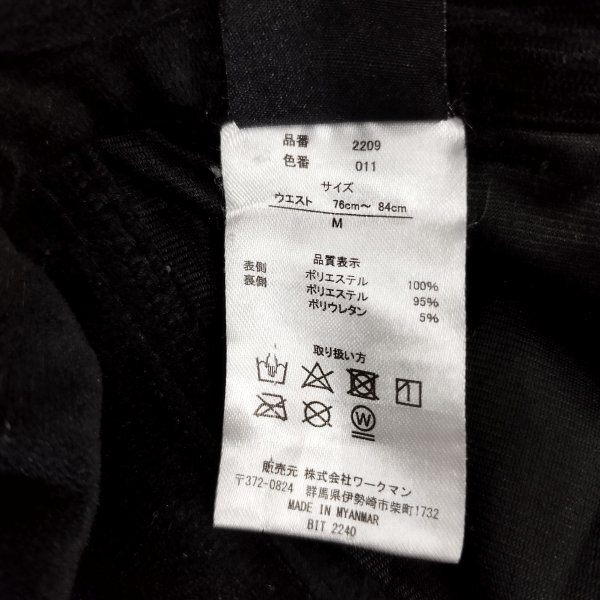 品番 2209
色番 011
サイズ
ウエスト 76cm～ 84cm
M
品質表示
表側 ポリエステル 100%
裏側 ポリエステル 95%
ポリウレタン 5%
取り扱い方
W
販売元 株式会社ワークマン
〒372-0824 群馬県伊勢崎市柴町1732
MADE IN MYANMAR
BIT 2240